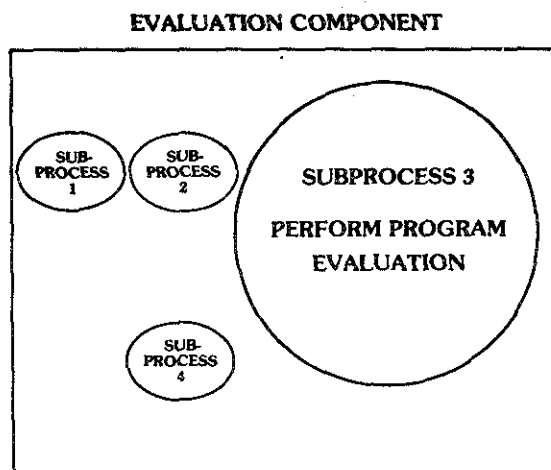 EVALUATION COMPONENT
SUB-
PROCESS
1
SUB-
PROCESS
2
SUBPROCESS 3
PERFORM PROGRAM
EVALUATION
SUB-
PROCESS
4